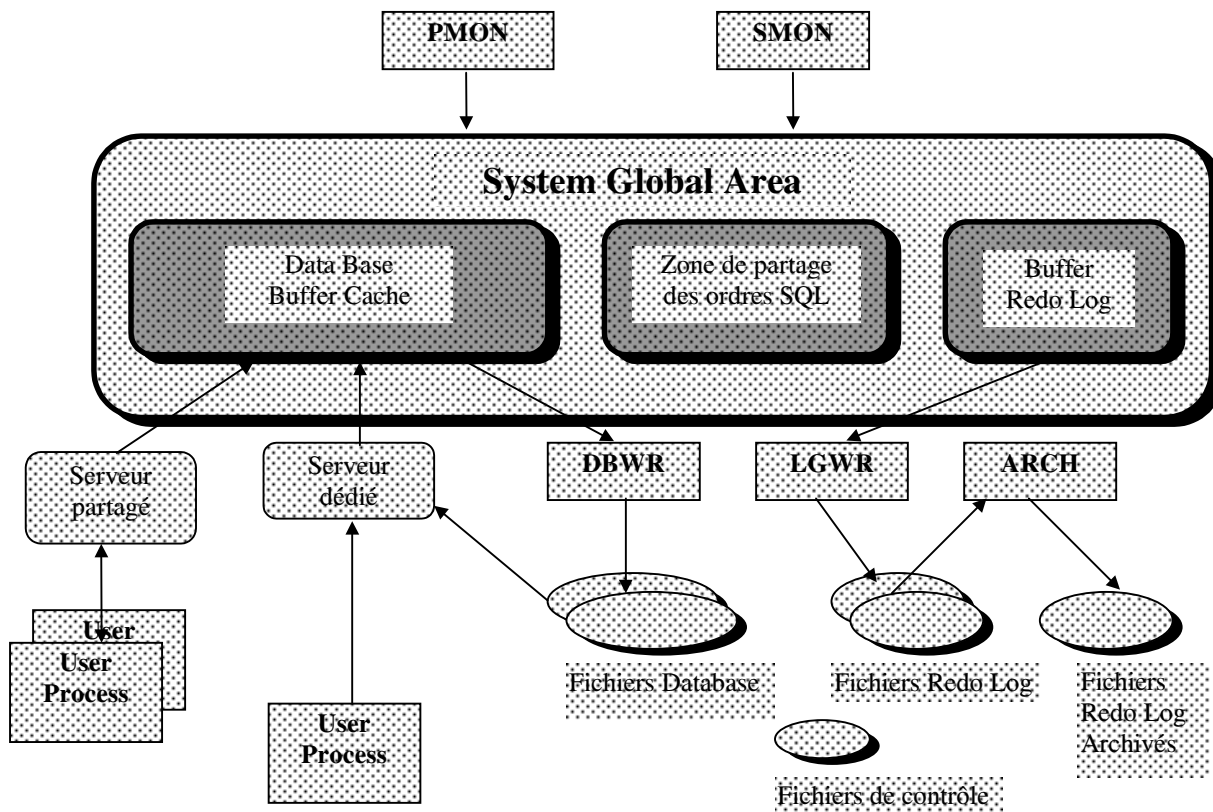 PMON
SMON
System Global Area
Data Base
Buffer Cache
Zone de partage
des ordres SQL
Buffer
Redo Log
Serveur
partagé
Serveur
dédié
DBWR
LGWR
ARCH
User
User
Process
User
Process
Fichiers Database
Fichiers Redo Log
Fichiers
Redo Log
Archivés
Fichiers de contrôle